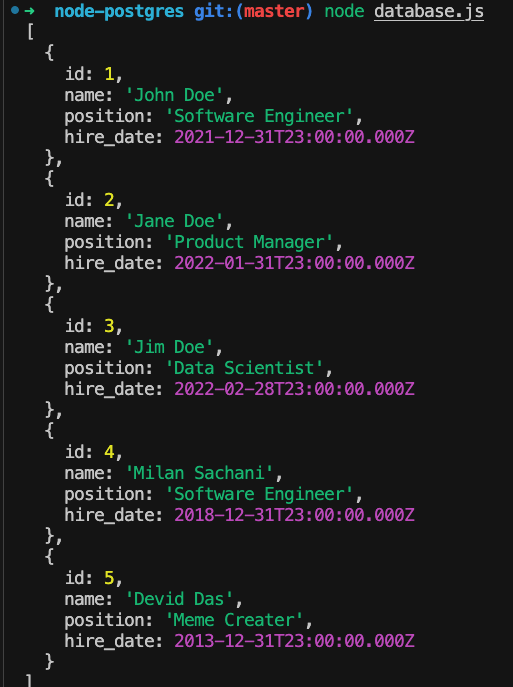 ➜ node-postgres git:(master) node database.js
[
  {
    id: 1,
    name: 'John Doe',
    position: 'Software Engineer',
    hire_date: 2021-12-31T23:00:00.000Z
  },
  {
    id: 2,
    name: 'Jane Doe',
    position: 'Product Manager',
    hire_date: 2022-01-31T23:00:00.000Z
  },
  {
    id: 3,
    name: 'Jim Doe',
    position: 'Data Scientist',
    hire_date: 2022-02-28T23:00:00.000Z
  },
  {
    id: 4,
    name: 'Milan Sachani',
    position: 'Software Engineer',
    hire_date: 2018-12-31T23:00:00.000Z
  },
  {
    id: 5,
    name: 'Devid Das',
    position: 'Meme Creater',
    hire_date: 2013-12-31T23:00:00.000Z
  }
]